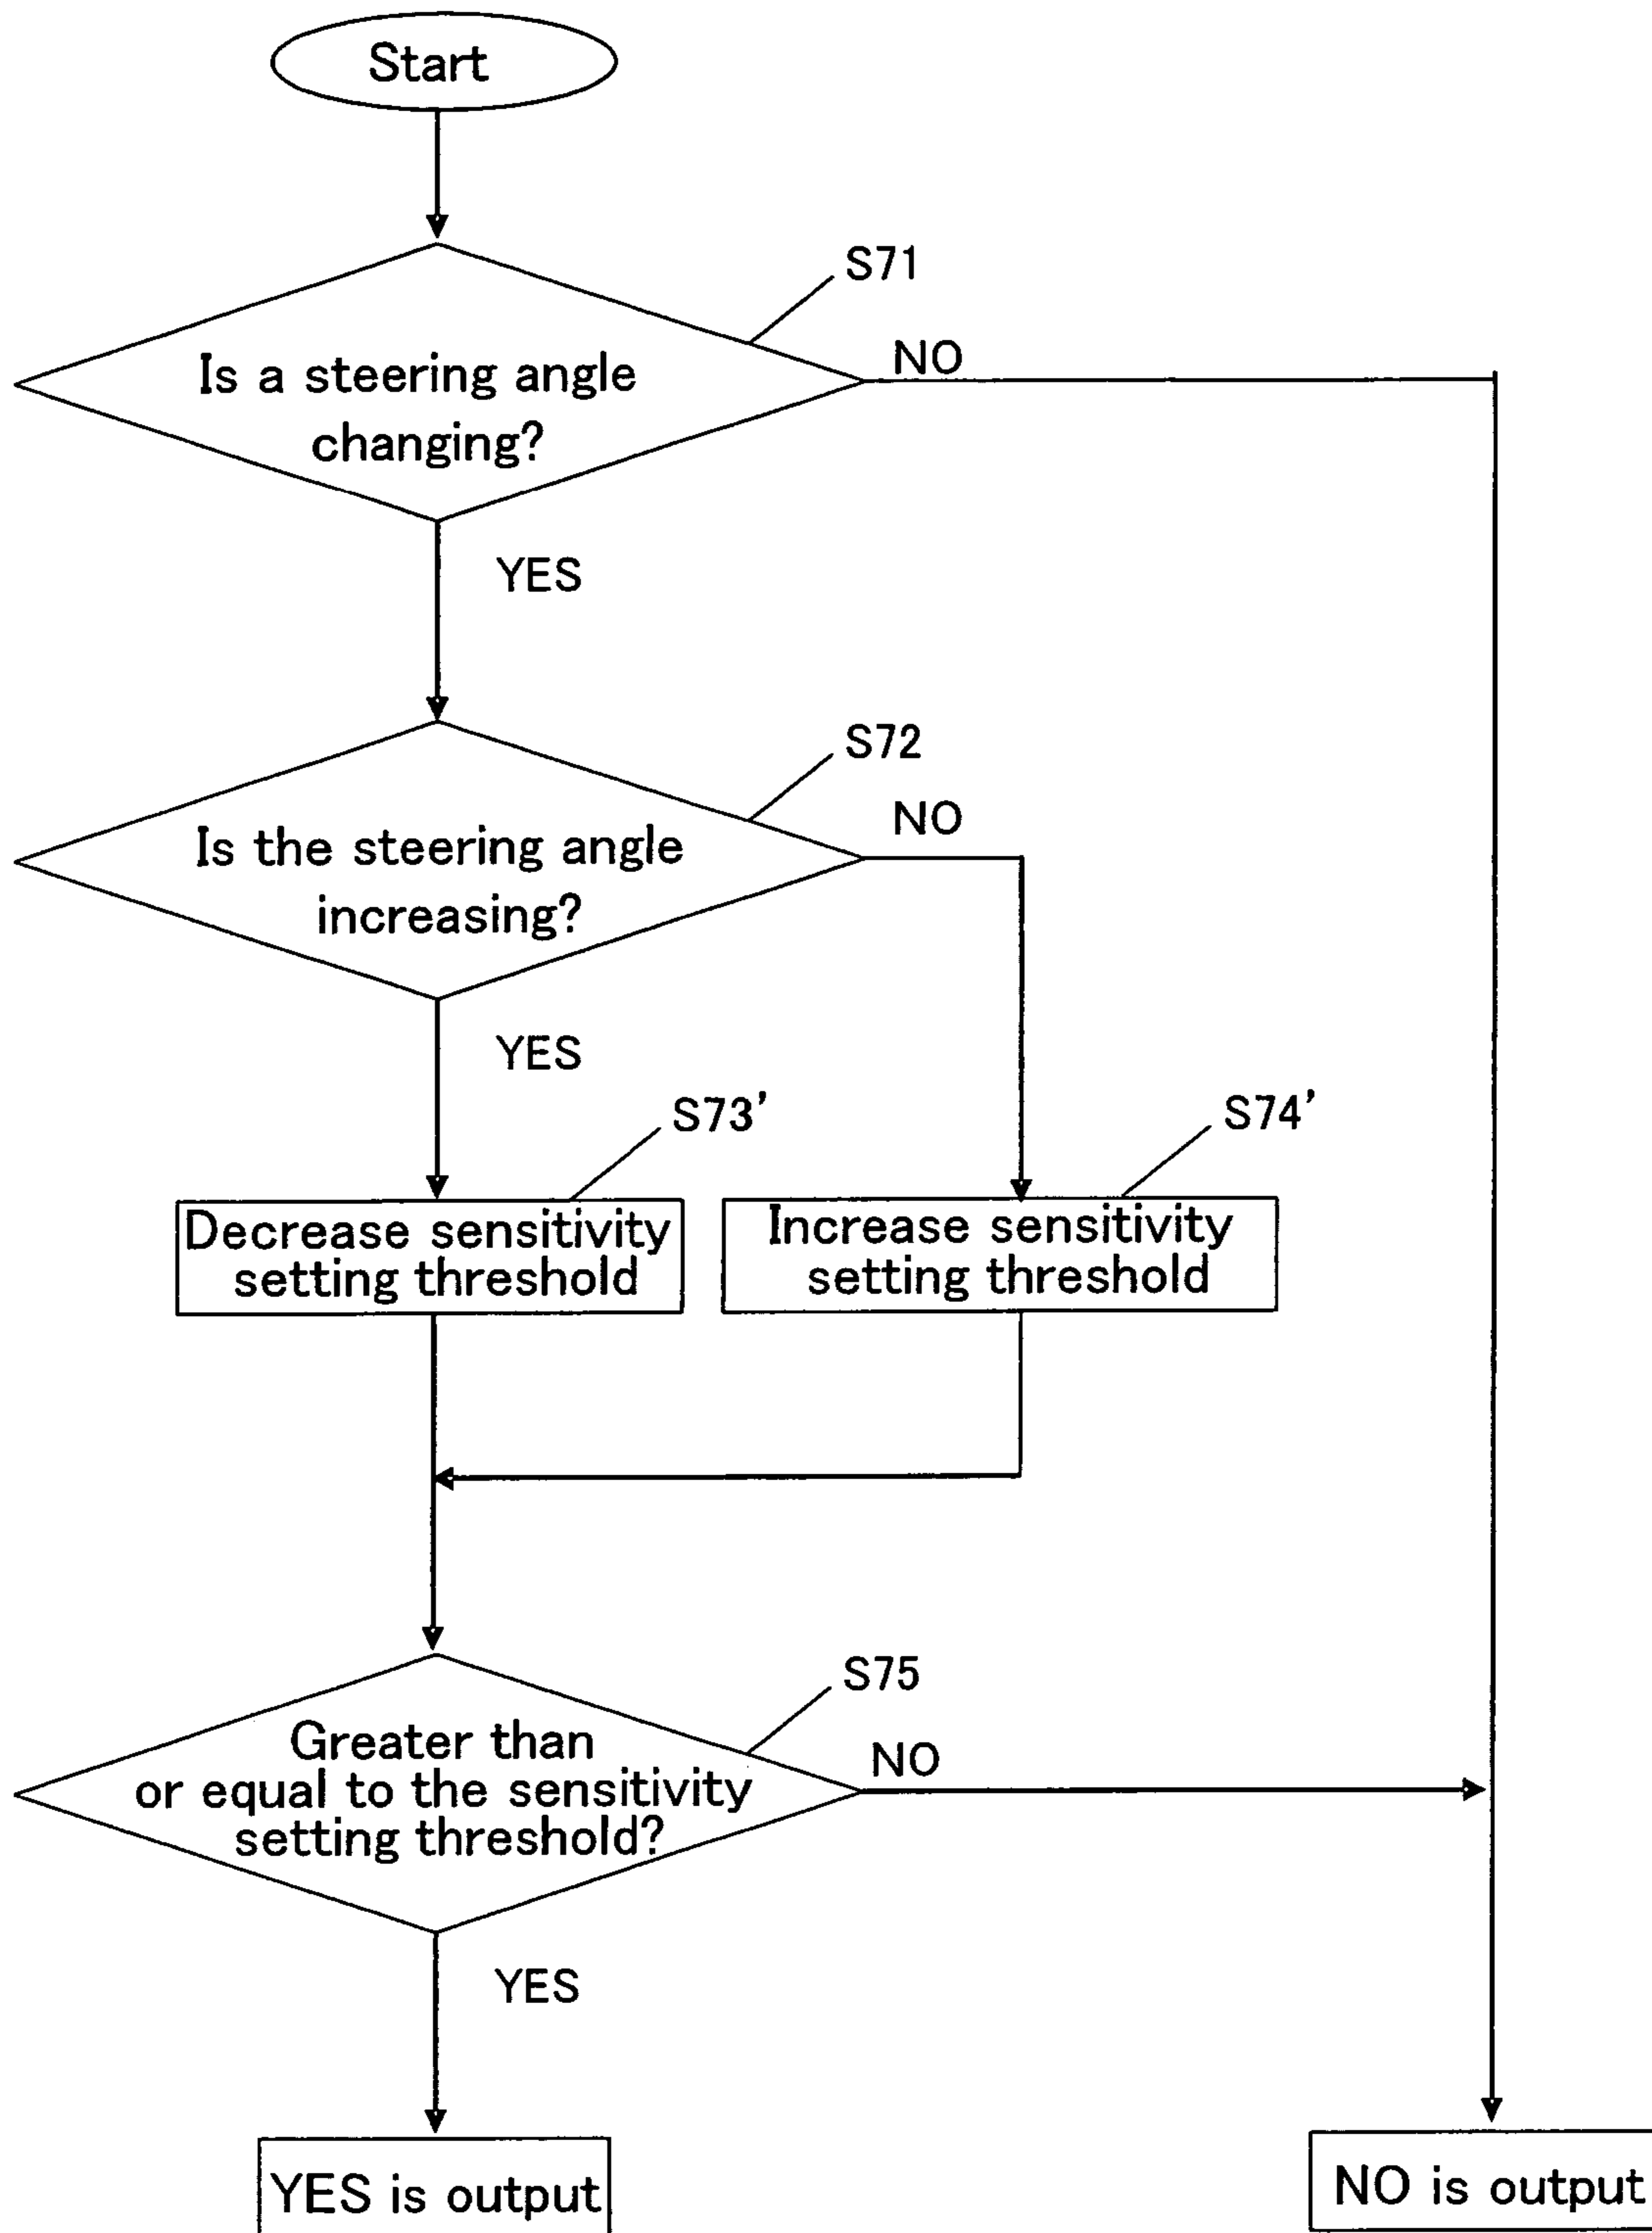 Start
S71
Is a steering angle
changing?
NO
YES
S72
Is the steering angle
increasing?
NO
YES
S73'
S74'
Decrease sensitivity
setting threshold
Increase sensitivity
setting threshold
S75
Greater than
or equal to the sensitivity
setting threshold?
NO
YES
YES is output
NO is output